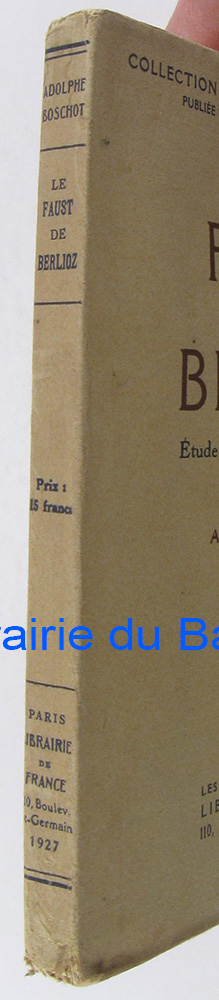 ADOLPHE
BOSCHOT
LE
FAUST
DE
BERLIOZ
Prix :
15 francs
PARIS
LIBRAIRIE
DE
FRANCE
110, Boulev.
St-Germain
1927
COLLECTION
PUBLIÉE
F
BE
Étude
A
LES
LIB
110,
rairie du Ba